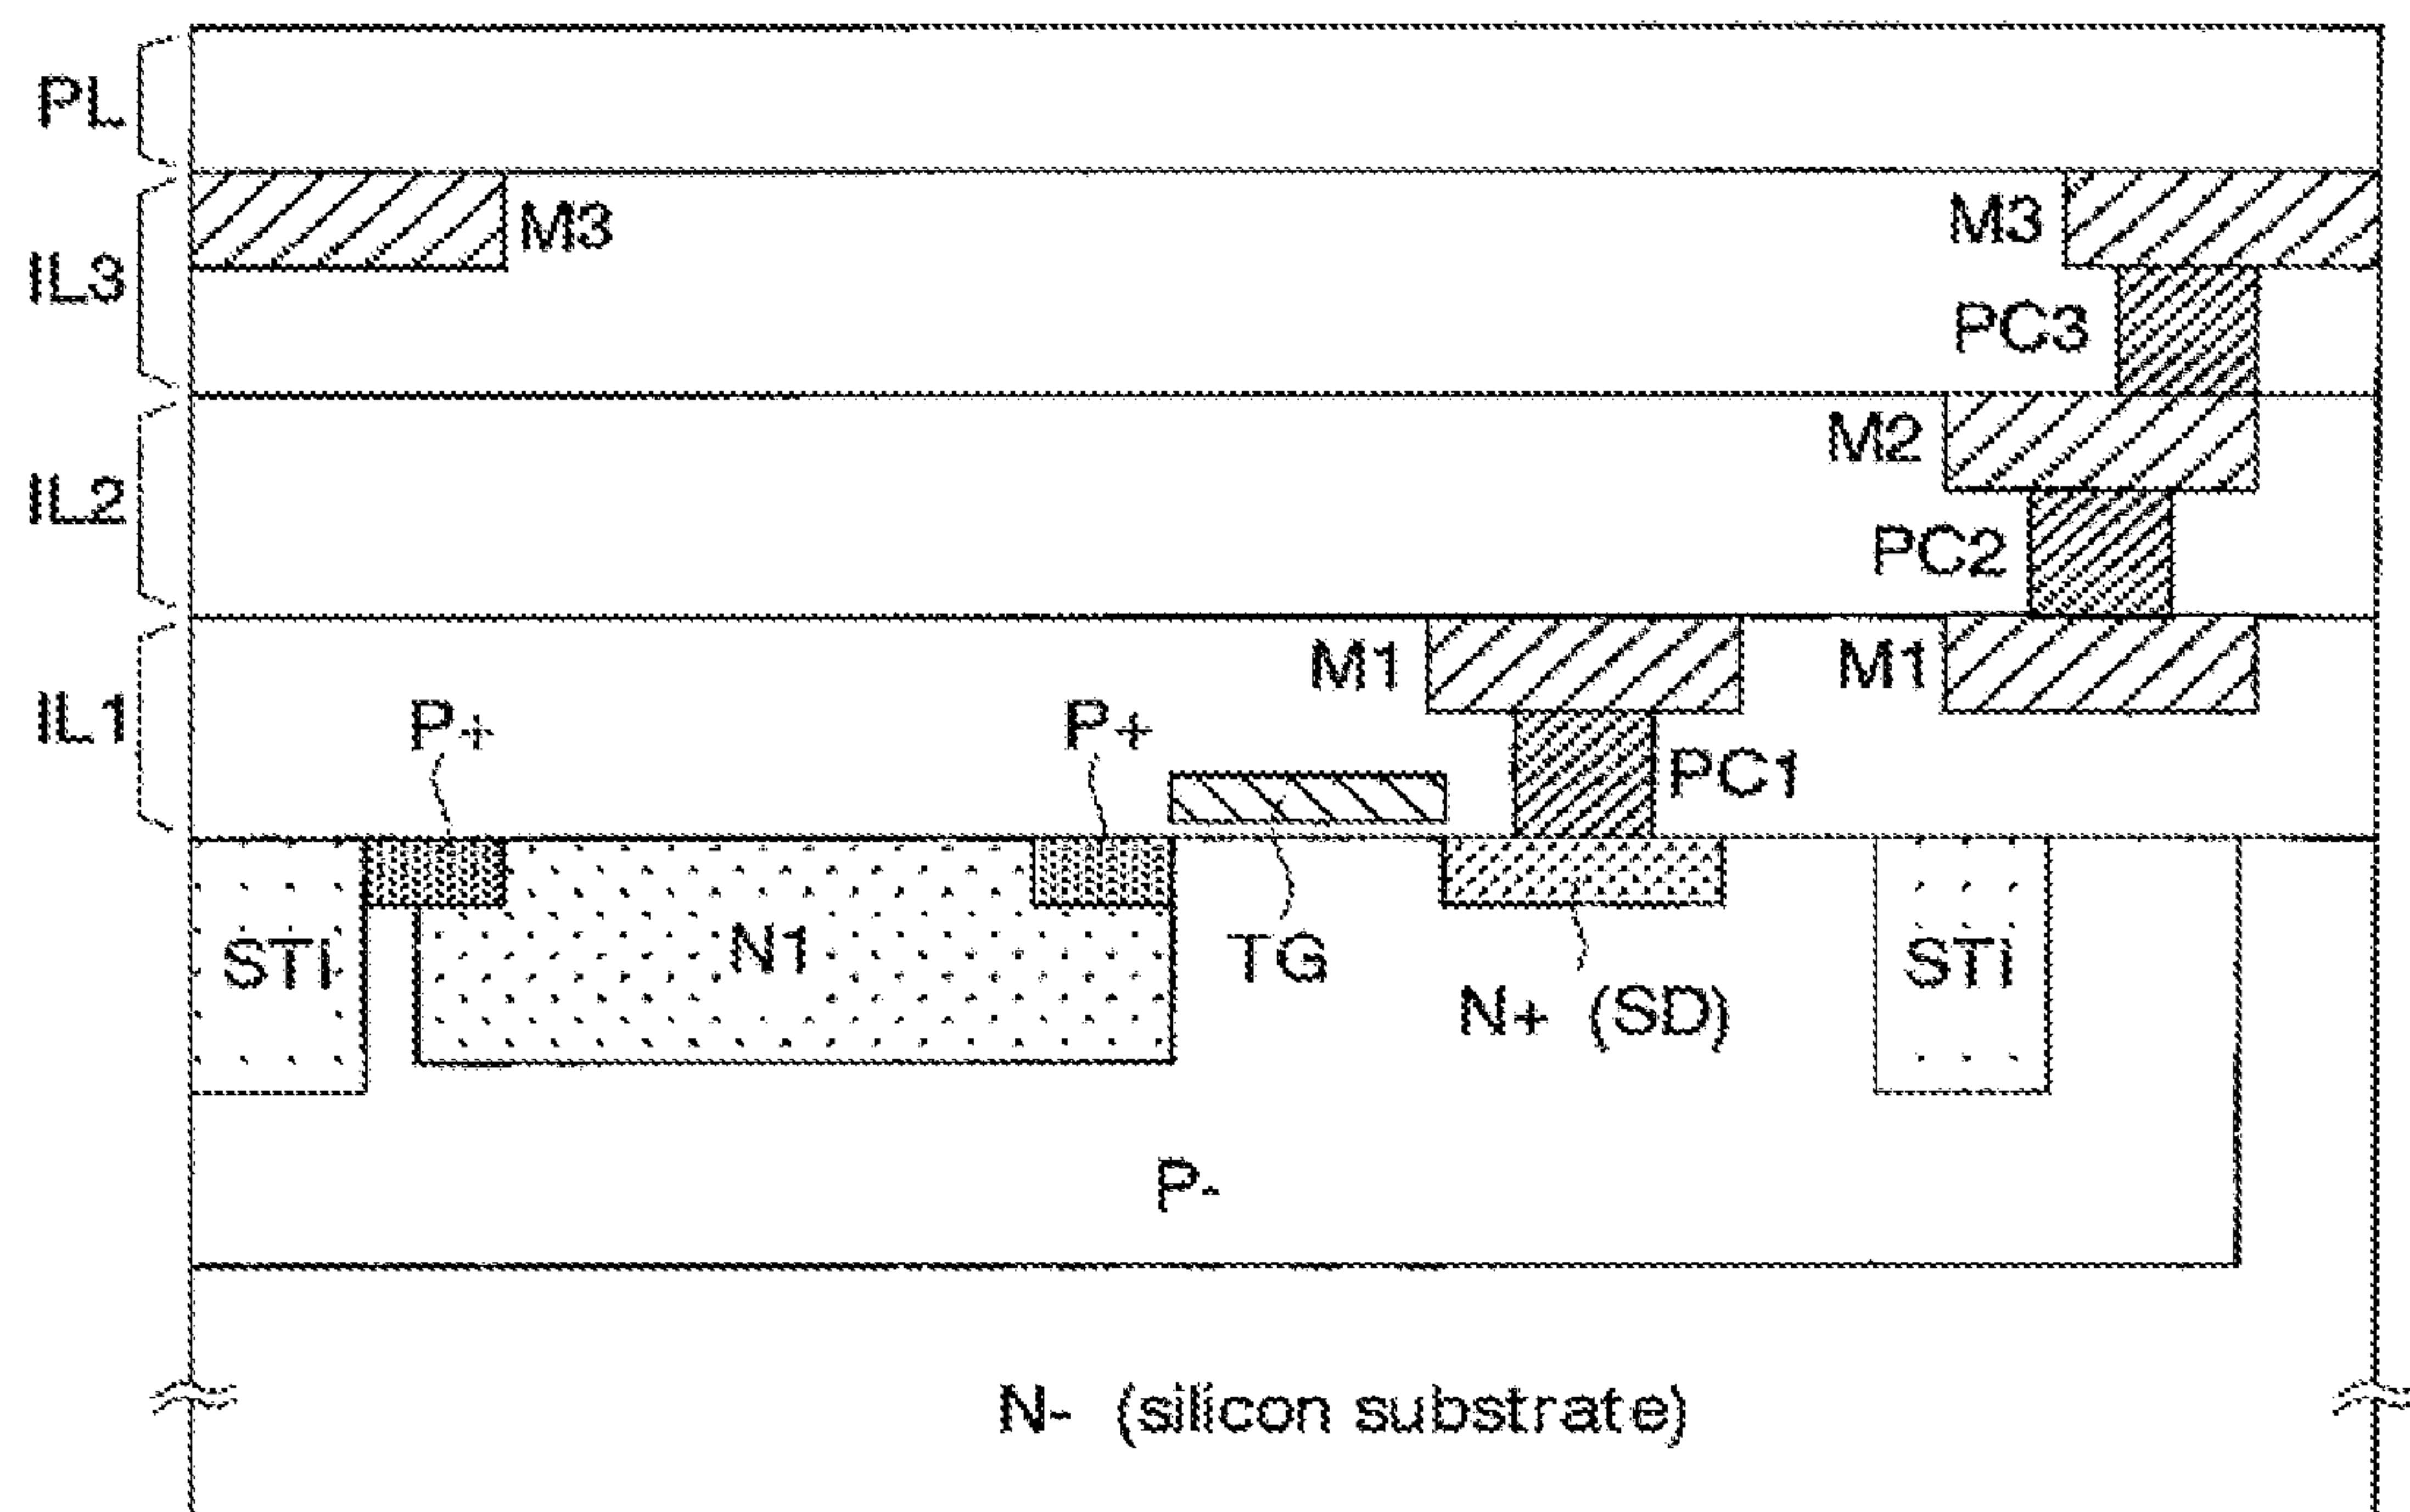 PL
M3 M3
IL3
PC3
M2
IL2
PC2
M1 M1
IL1
P+ P+
PC1
STI N1 TG STI
N+ (SD)
P-
N- (silicon substrate)